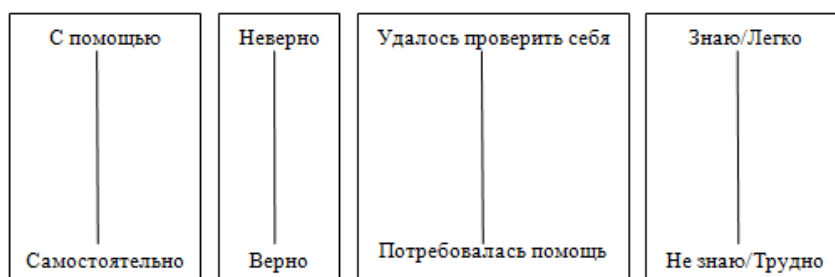 С помощью
Самостоятельно
Неверно
Верно
Удалось проверить себя
Потребовалась помощь
Знаю/Легко
Не знаю/Трудно